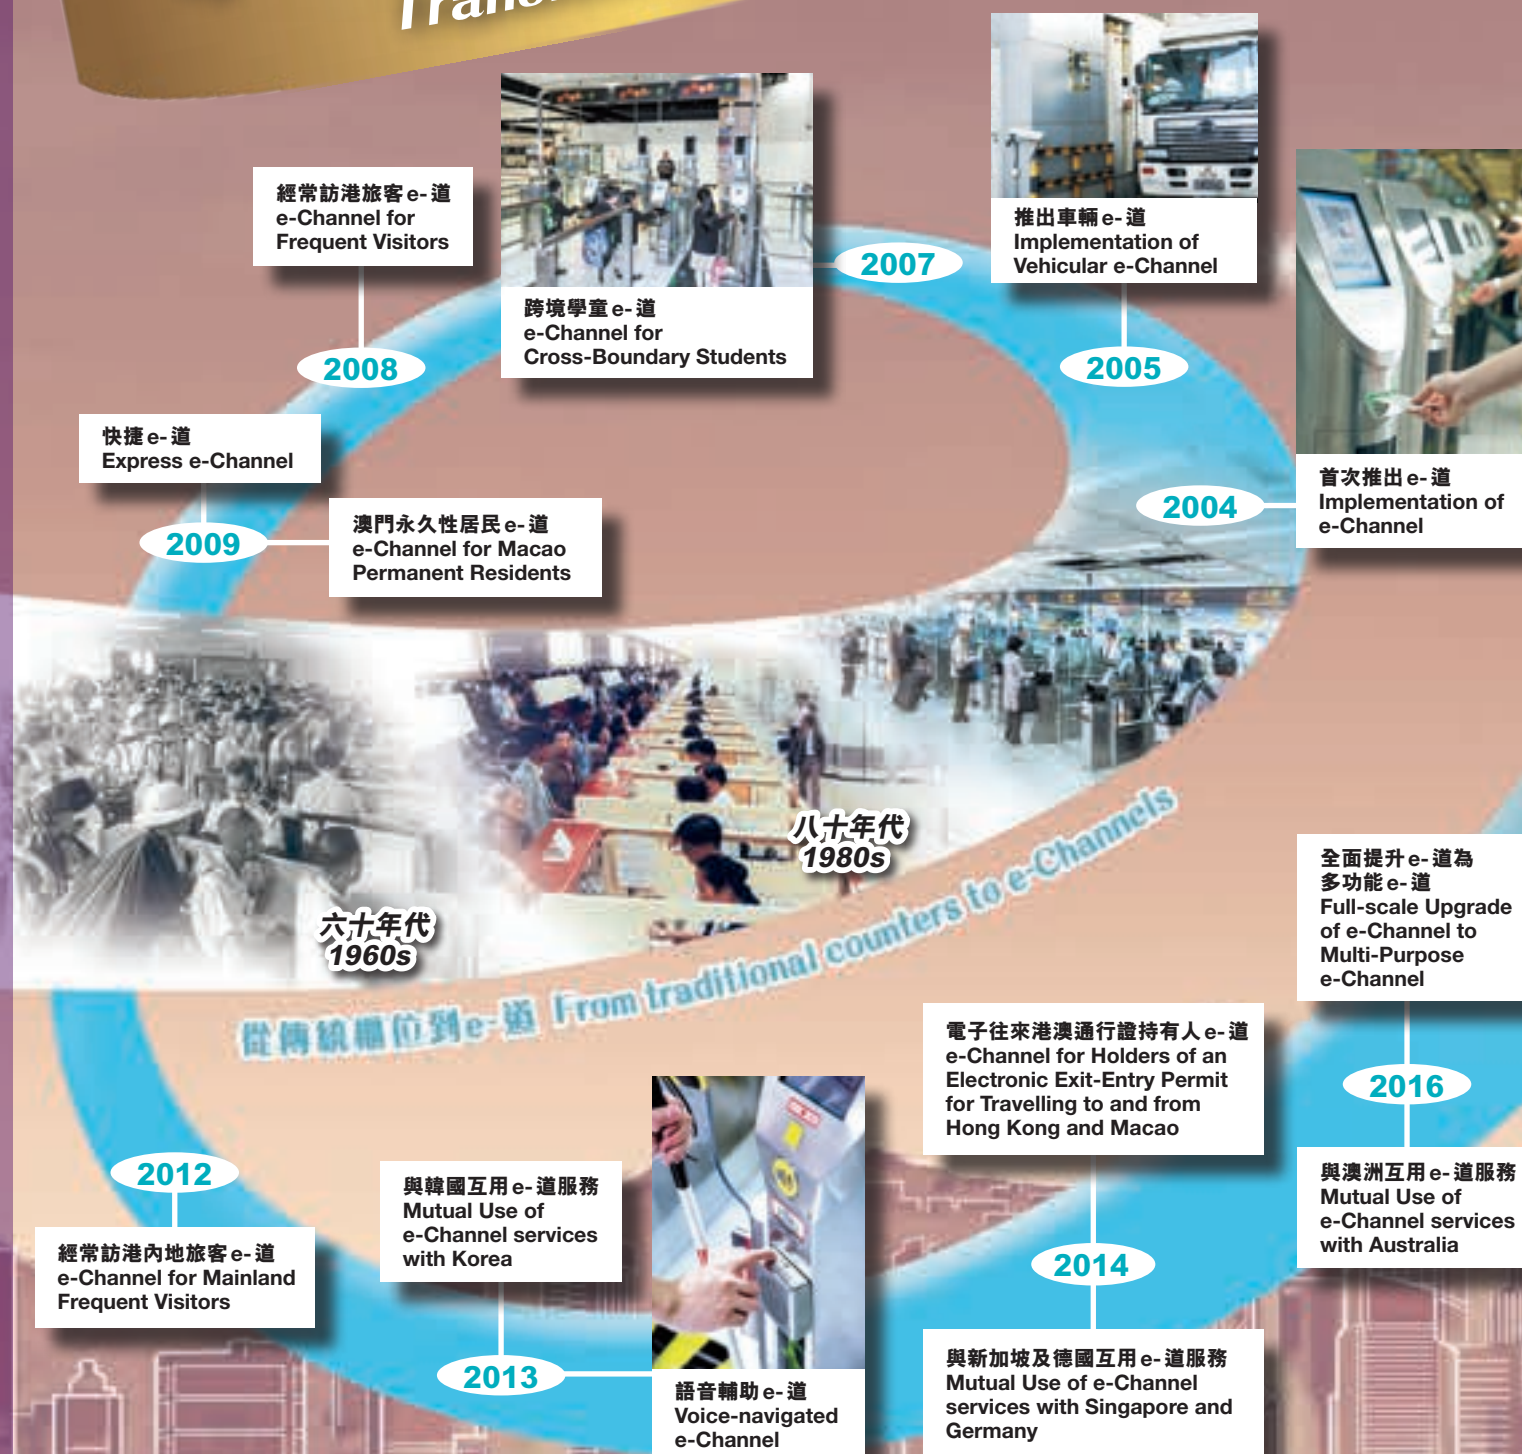 經常訪港旅客e-道
e-Channel for
Frequent Visitors
2008
跨境學童e-道
e-Channel for
Cross-Boundary Students
2007
推出車輛e-道
Implementation of
Vehicular e-Channel
2005
首次推出e-道
Implementation of
e-Channel
2004
快捷e-道
Express e-Channel
2009
澳門永久性居民e-道
e-Channel for Macao
Permanent Residents
六十年代
1960s
八十年代
1980s
從傳統櫃位到e-道 From traditional counters to e-Channels
2012
經常訪港內地旅客e-道
e-Channel for Mainland
Frequent Visitors
與韓國互用e-道服務
Mutual Use of
e-Channel services
with Korea
2013
語音輔助e-道
Voice-navigated
e-Channel
電子往來港澳通行證持有人e-道
e-Channel for Holders of an
Electronic Exit-Entry Permit
for Travelling to and from
Hong Kong and Macao
2014
與新加坡及德國互用e-道服務
Mutual Use of e-Channel
services with Singapore and
Germany
全面提升e-道為
多功能e-道
Full-scale Upgrade
of e-Channel to
Multi-Purpose
e-Channel
2016
與澳洲互用e-道服務
Mutual Use of
e-Channel services
with Australia